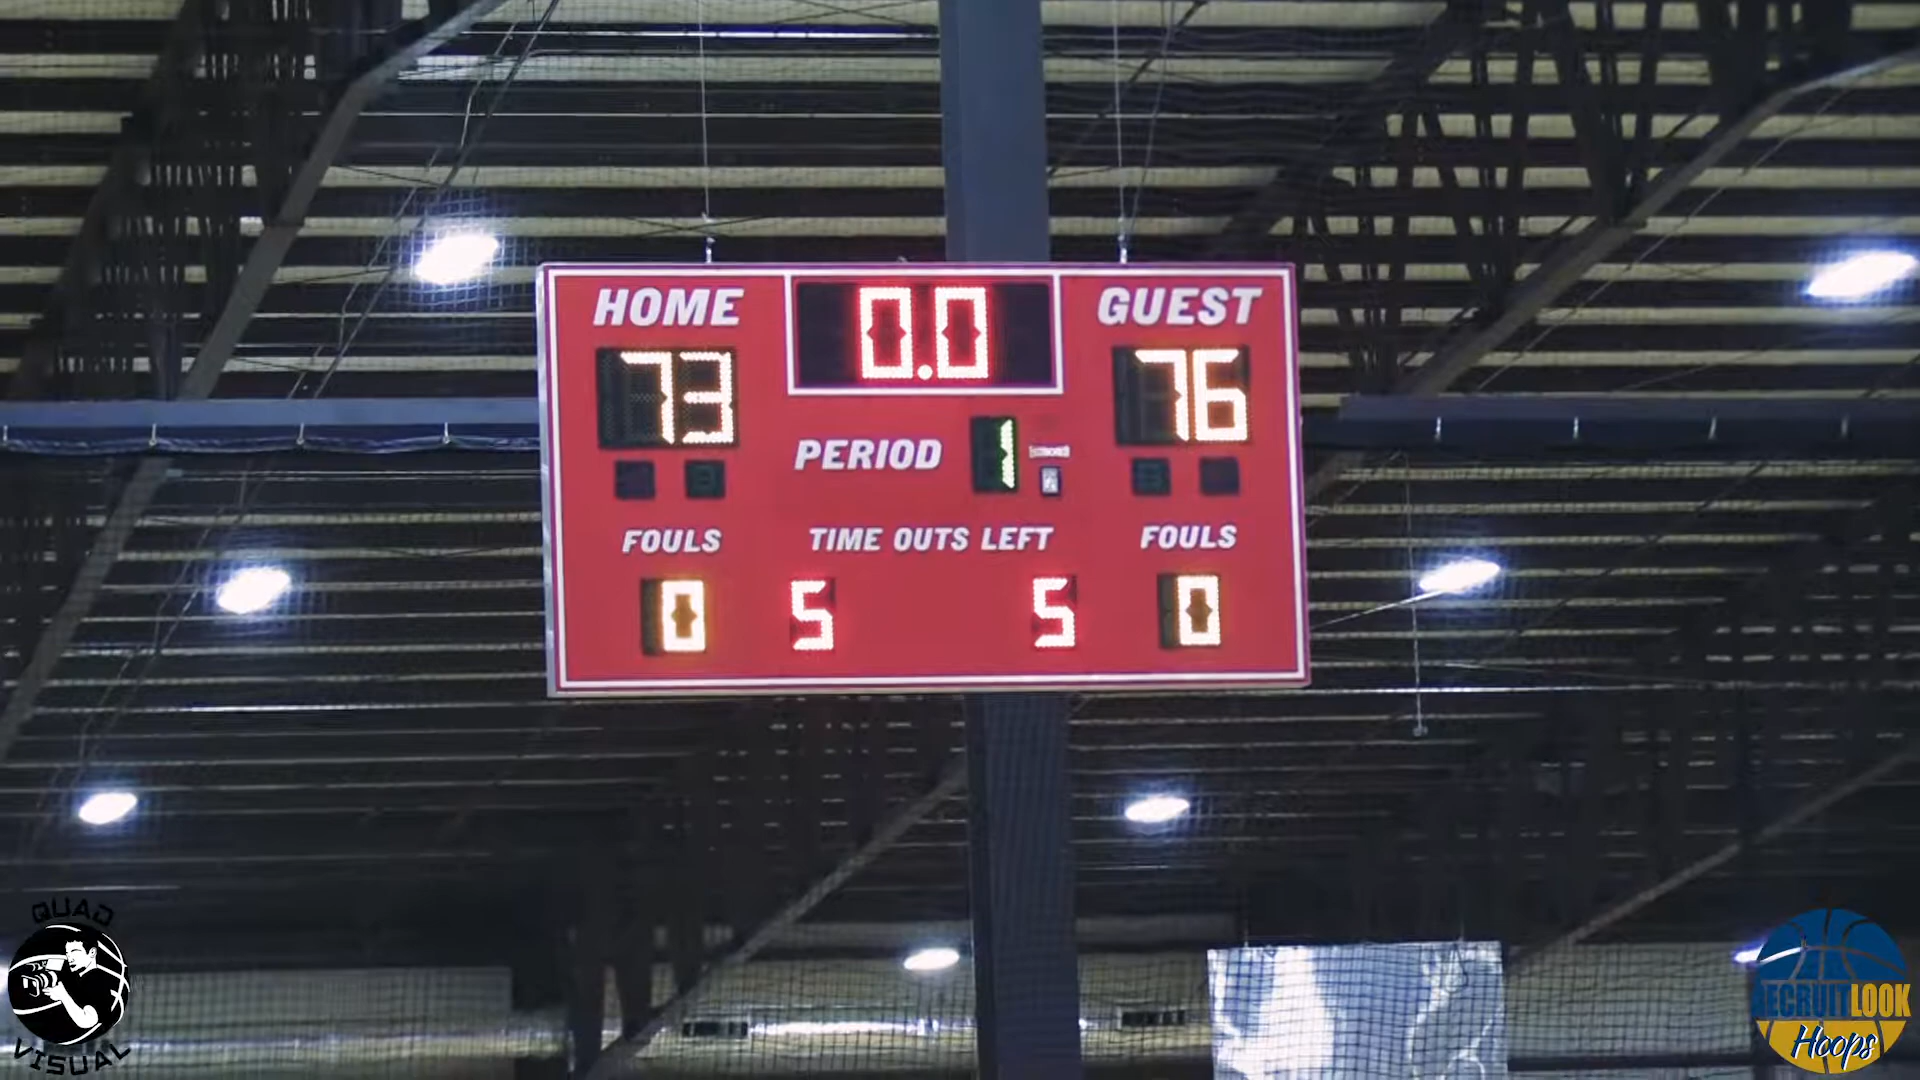 HOME 0.0 GUEST
73 76
PERIOD 1
FOULS TIME OUTS LEFT FOULS
0 5 5 0
QUAD
VISUAL
RECRUITLOOK
Hoops